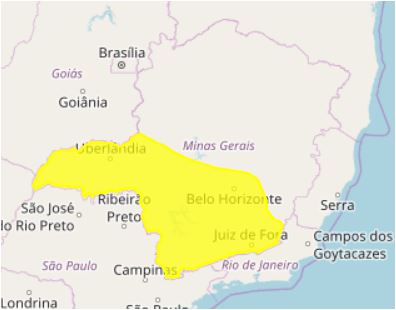 Brasília
Goiás
Goiânia
Minas Gerais
Uberlândia
Belo Horizonte
Ribeirão
Preto
São José
do Rio Preto
Serra
Juiz de Fora
Campos dos
Goytacazes
São Paulo
Campinas
Rio de Janeiro
Londrina
São Paulo